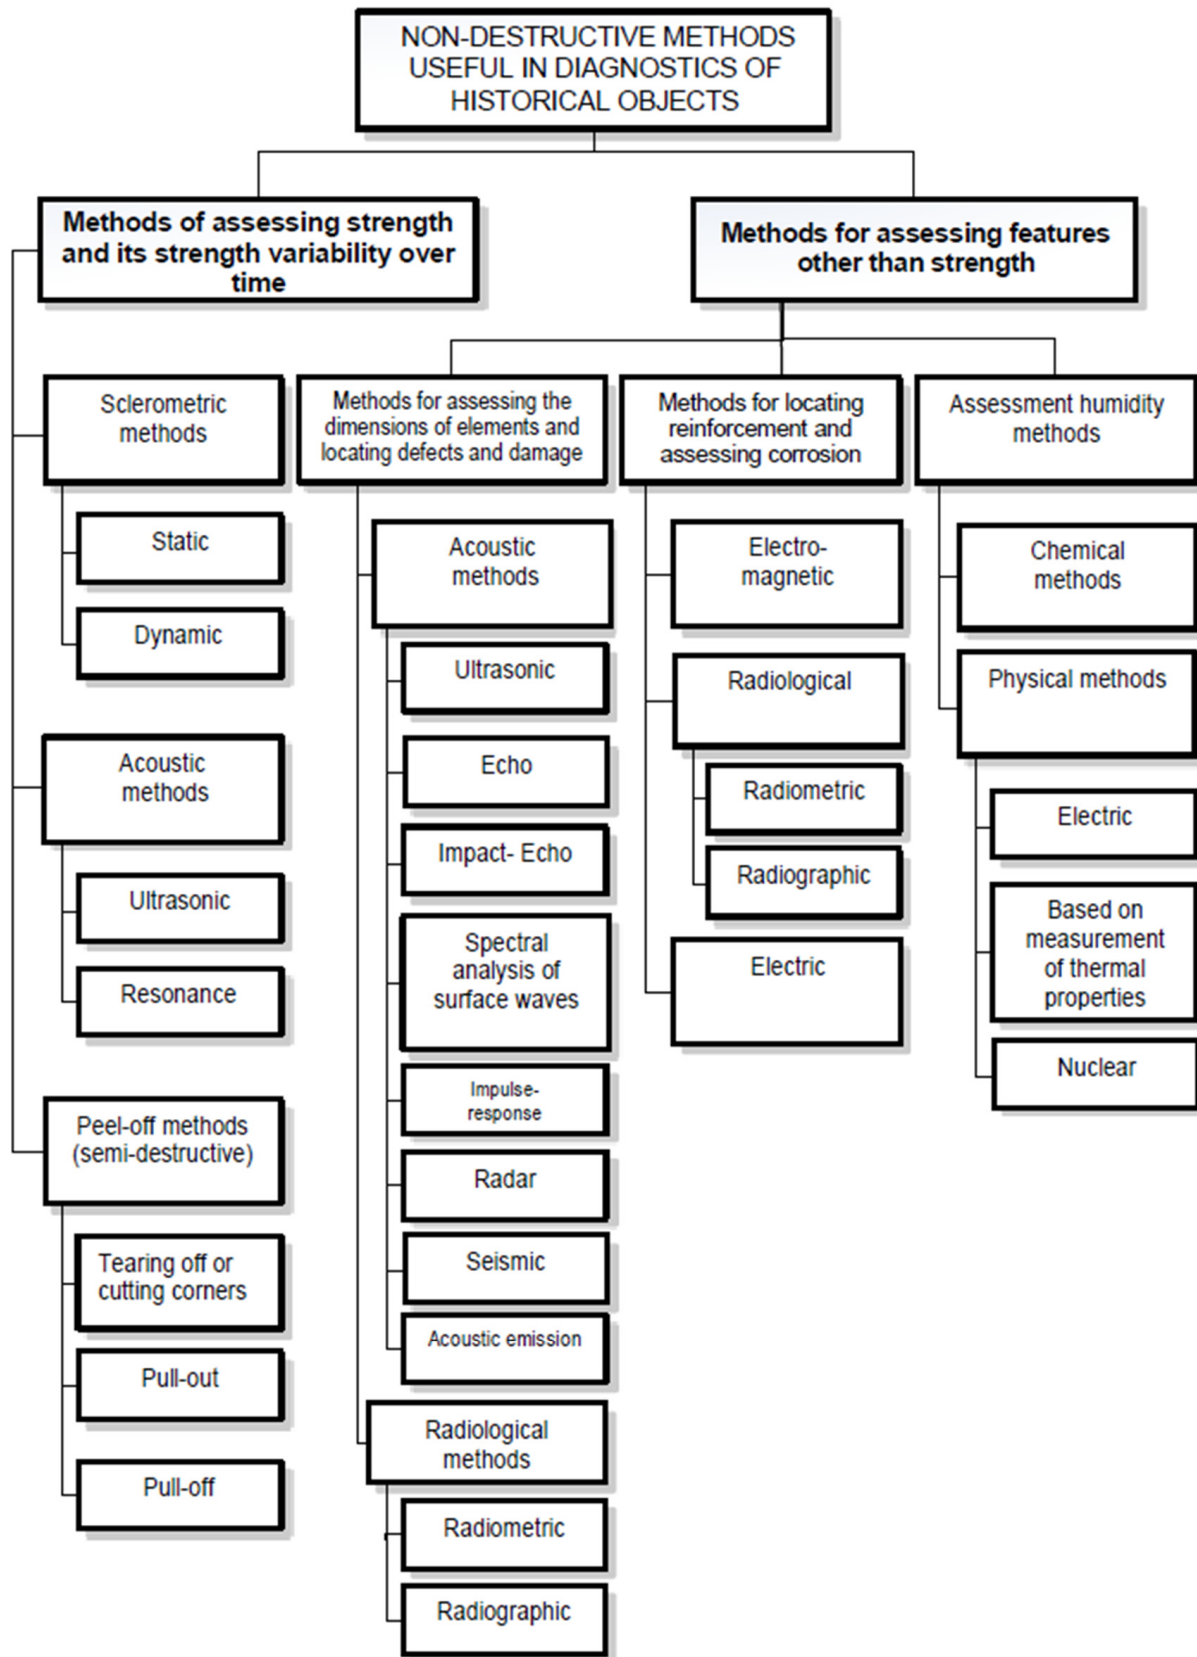 NON-DESTRUCTIVE METHODS
USEFUL IN DIAGNOSTICS OF
HISTORICAL OBJECTS
Methods of assessing strength
and its strength variability over
time
Methods for assessing features
other than strength
Sclerometric
methods
Static
Dynamic
Acoustic
methods
Ultrasonic
Resonance
Peel-off methods
(semi-destructive)
Tearing off or
cutting corners
Pull-out
Pull-off
Methods for assessing the
dimensions of elements and
locating defects and damage
Acoustic
methods
Ultrasonic
Echo
Impact- Echo
Spectral
analysis of
surface waves
Impulse-
response
Radar
Seismic
Acoustic emission
Radiological
methods
Radiometric
Radiographic
Methods for locating
reinforcement and
assessing corrosion
Electro-
magnetic
Radiological
Radiometric
Radiographic
Electric
Assessment humidity
methods
Chemical
methods
Physical methods
Electric
Based on
measurement
of thermal
properties
Nuclear